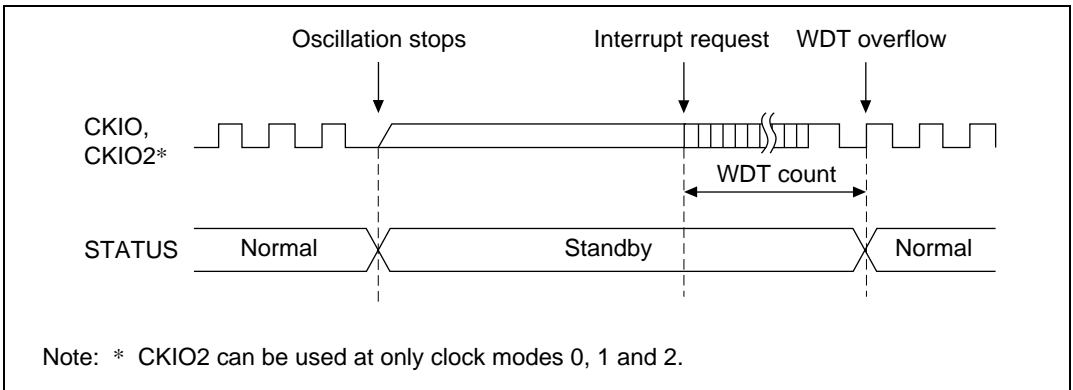 Oscillation stops Interrupt request WDT overflow
CKIO,
CKIO2*
WDT count
STATUS Normal Standby Normal
Note: * CKIO2 can be used at only clock modes 0, 1 and 2.